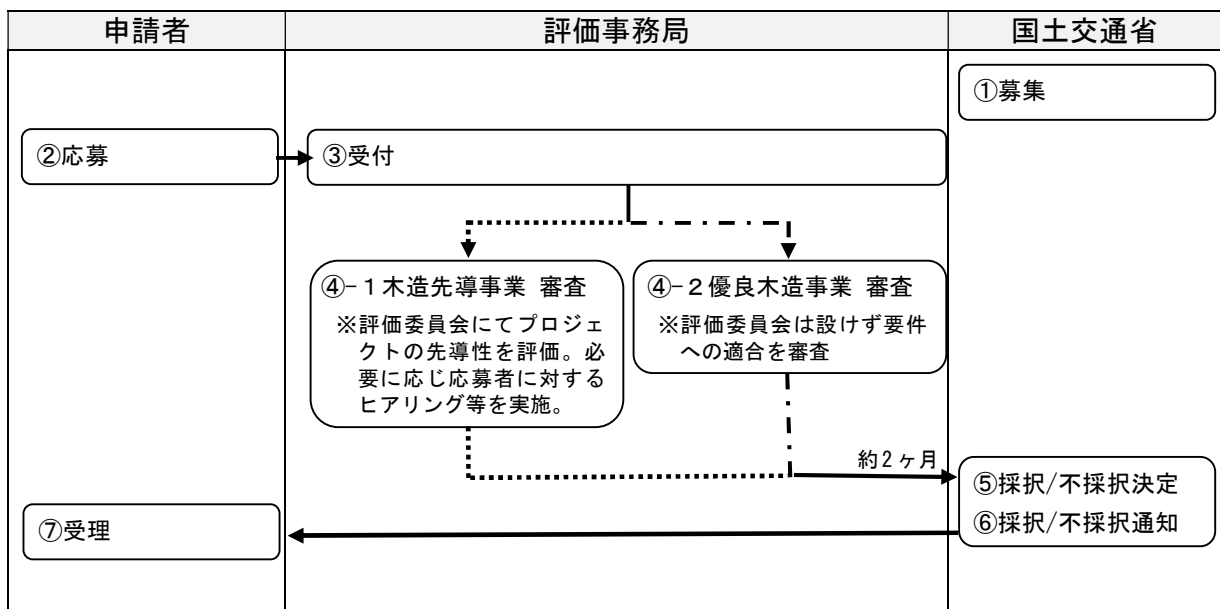 申請者
評価事務局
国土交通省
①募集
②応募
③受付
④-１木造先導事業 審査
※評価委員会にてプロジェ
クトの先導性を評価。必
要に応じ応募者に対する
ヒアリング等を実施。
④-２優良木造事業 審査
※評価委員会は設けず要件
への適合を審査
約2ヶ月
⑤採択/不採択決定
⑥採択/不採択通知
⑦受理